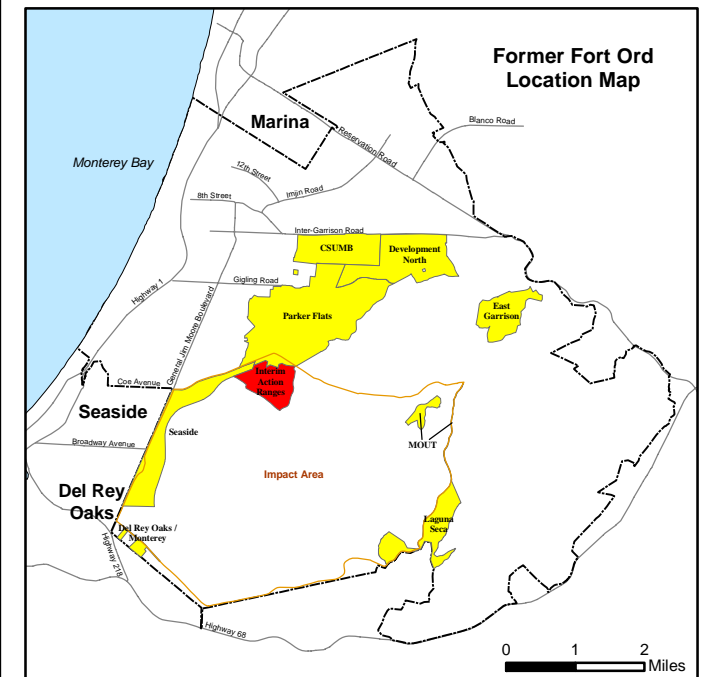 Former Fort Ord
Location Map
Marina
Blanco Road
Reservation Road
Monterey Bay
12th Street
Imjin Road
8th Street
Inter-Garrison Road
CSUMB
Development
North
Gigling Road
Highway 1
General Jim Moore Boulevard
East
Garrison
Parker Flats
Interim
Action
Ranges
Coe Avenue
Seaside
Seaside
Broadway Avenue
MOUT
Impact Area
Del Rey
Oaks
Laguna
Seca
Del Rey Oaks /
Monterey
Highway 218
Highway 68
0 1 2
Miles